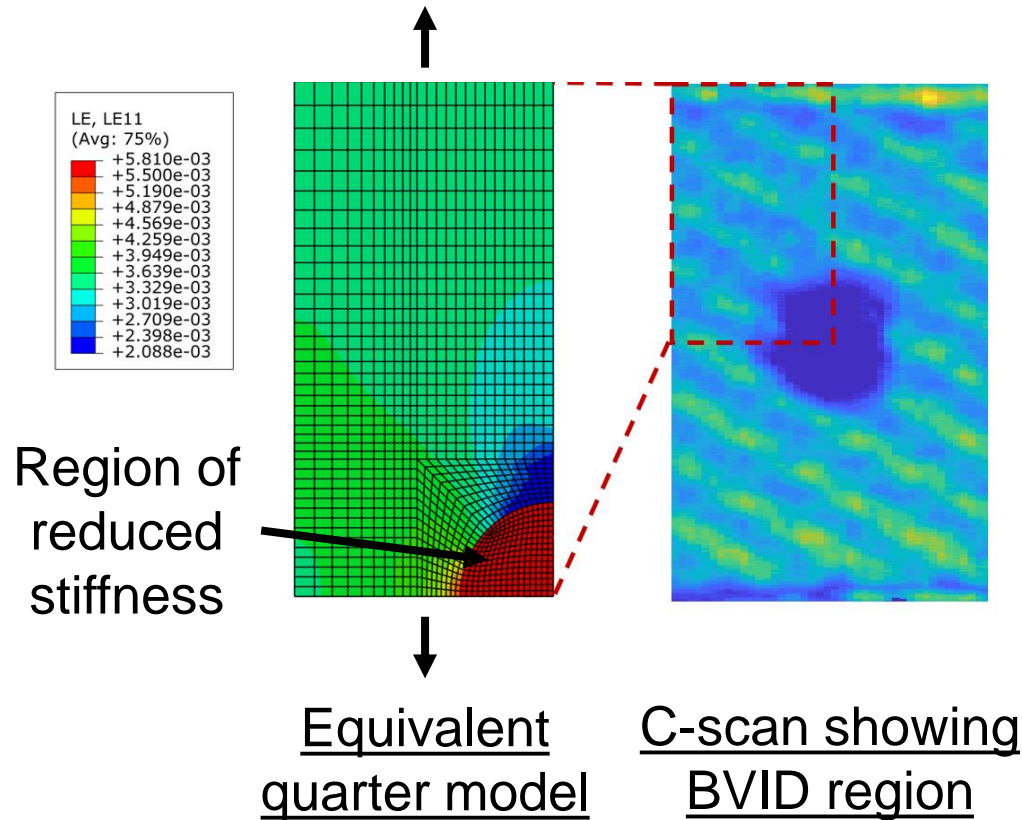 LE, LE11
(Avg: 75%)
+5.810e-03
+5.500e-03
+5.190e-03
+4.879e-03
+4.569e-03
+4.259e-03
+3.949e-03
+3.639e-03
+3.329e-03
+3.019e-03
+2.709e-03
+2.398e-03
+2.088e-03
Region of
reduced
stiffness
Equivalent
quarter model
C-scan showing
BVID region